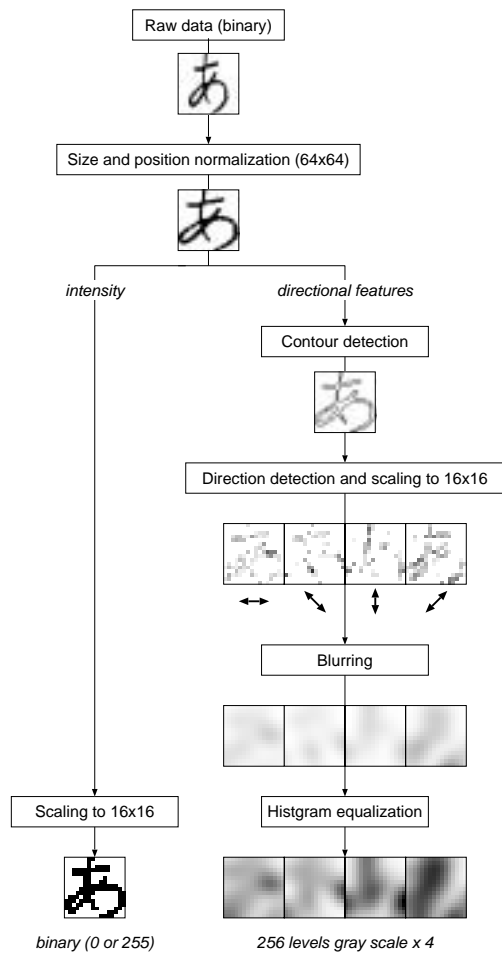 Raw data (binary)
あ
Size and position normalization (64x64)
あ
intensity
directional features
Contour detection
あ
Direction detection and scaling to 16x16
Blurring
Scaling to 16x16
Histgram equalization
あ
binary (0 or 255)
256 levels gray scale x 4